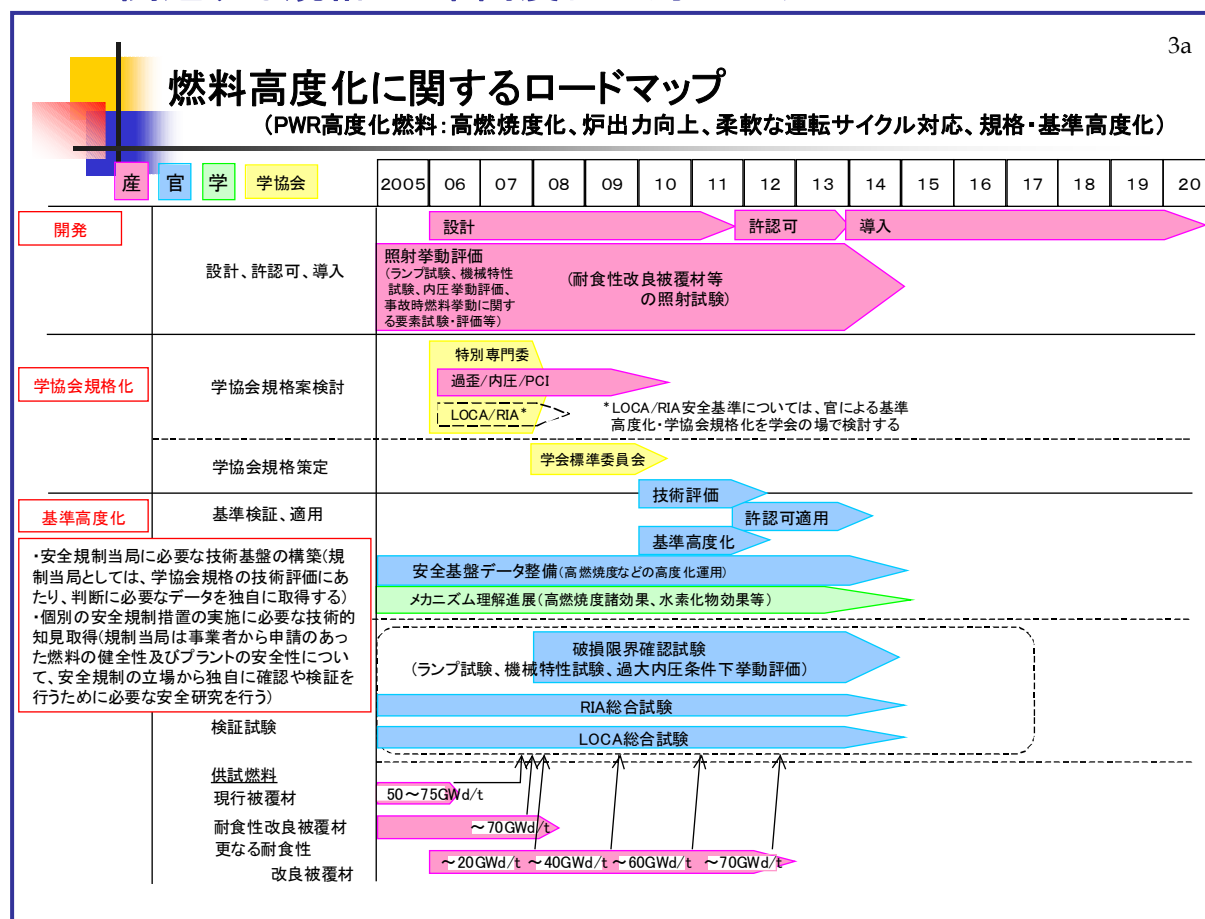 3a
燃料高度化に関するロードマップ
(PWR高度化燃料:高燃焼度化、炉出力向上、柔軟な運転サイクル対応、規格・基準高度化)
産 官 学 学協会
2005 06 07 08 09 10 11 12 13 14 15 16 17 18 19 20
開発
設計 許認可 導入
設計、許認可、導入
照射挙動評価
(ランプ試験、機械特性
試験、内圧挙動評価、
事故時燃料挙動に関す
る要素試験・評価等)
(耐食性改良被覆材等
の照射試験)
学協会規格化
学協会規格案検討
特別専門委
過歪/内圧/PCI
LOCA/RIA*
*LOCA/RIA安全基準については、官による基準
高度化・学協会規格化を学会の場で検討する
学協会規格策定
学会標準委員会
基準高度化
基準検証、適用
技術評価
許認可適用
基準高度化
・安全規制当局に必要な技術基盤の構築(規
制当局としては、学協会規格の技術評価にあ
たり、判断に必要なデータを独自に取得する)
・個別の安全規制措置の実施に必要な技術的
知見取得(規制当局は事業者から申請のあっ
た燃料の健全性及びプラントの安全性につい
て、安全規制の立場から独自に確認や検証を
行うために必要な安全研究を行う)
安全基盤データ整備(高燃焼度などの高度化運用)
メカニズム理解進展(高燃焼度諸効果、水素化物効果等)
破損限界確認試験
(ランプ試験、機械特性試験、過大内圧条件下挙動評価)
RIA総合試験
検証試験
LOCA総合試験
供試燃料
現行被覆材
50～75GWd/t
耐食性改良被覆材
～70GWd/t
更なる耐食性
改良被覆材
～20GWd/t ～40GWd/t ～60GWd/t ～70GWd/t